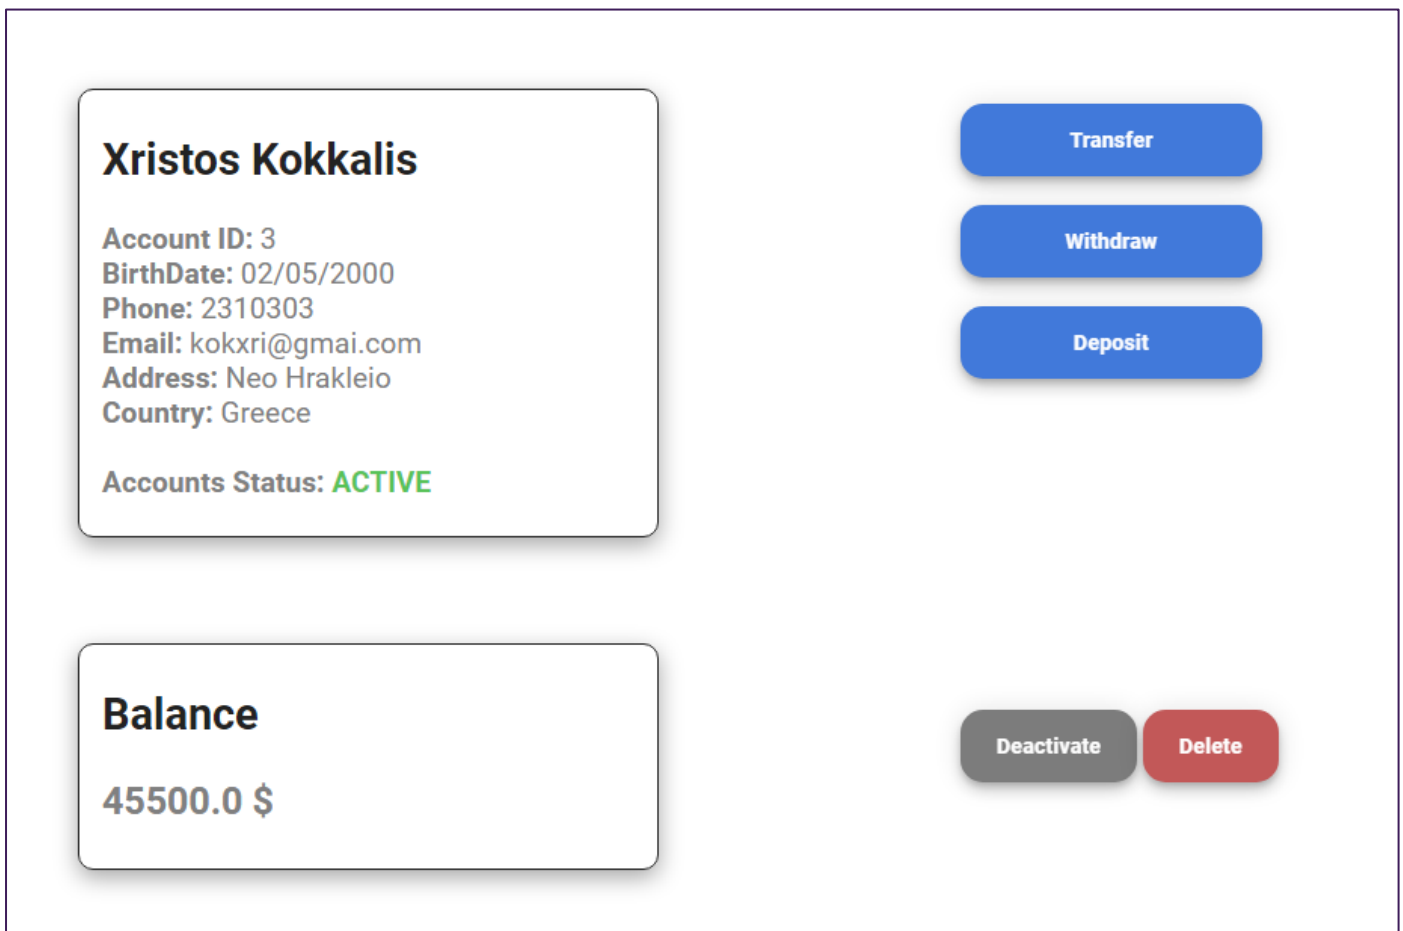 Xristos Kokkalis
Account ID: 3
BirthDate: 02/05/2000
Phone: 2310303
Email: kokxri@gmai.com
Address: Neo Hrakleio
Country: Greece
Accounts Status: ACTIVE
Transfer
Withdraw
Deposit
Balance
45500.0 $
Deactivate
Delete